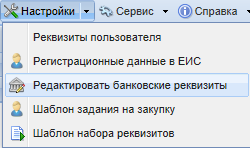 Настройки Сервис Справка
Реквизиты пользователя
Регистрационные данные в ЕИС
Редактировать банковские реквизиты
Шаблон задания на закупку
Шаблон набора реквизитов